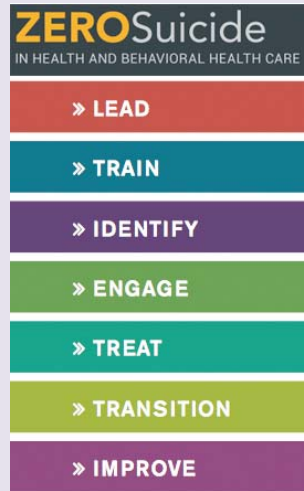 ZEROSuicide
IN HEALTH AND BEHAVIORAL HEALTH CARE
» LEAD
» TRAIN
» IDENTIFY
» ENGAGE
» TREAT
» TRANSITION
» IMPROVE